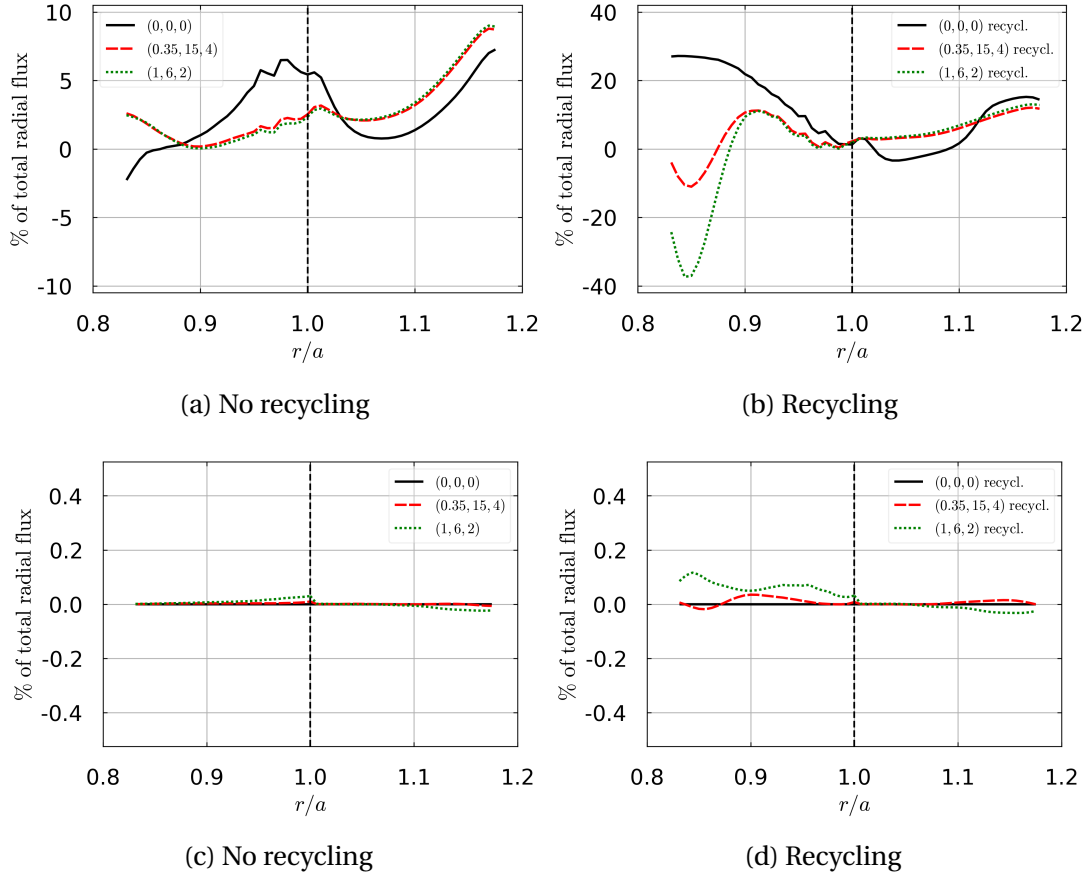 10
5
0
-5
-10
% of total radial flux
(0, 0, 0)
(0.35, 15, 4)
(1, 6, 2)
0.8 0.9 1.0 1.1 1.2
r/a
(a) No recycling
40
20
0
-20
-40
% of total radial flux
(0, 0, 0) recycl.
(0.35, 15, 4) recycl.
(1, 6, 2) recycl.
0.8 0.9 1.0 1.1 1.2
r/a
(b) Recycling
0.4
0.2
0.0
-0.2
-0.4
% of total radial flux
(0, 0, 0)
(0.35, 15, 4)
(1, 6, 2)
0.8 0.9 1.0 1.1 1.2
r/a
(c) No recycling
0.4
0.2
0.0
-0.2
-0.4
% of total radial flux
(0, 0, 0) recycl.
(0.35, 15, 4) recycl.
(1, 6, 2) recycl.
0.8 0.9 1.0 1.1 1.2
r/a
(d) Recycling